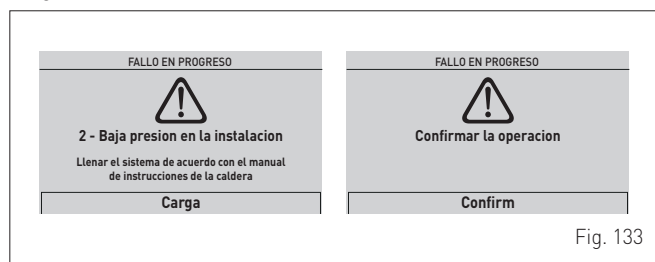 FALLO EN PROGRESO
2 - Baja presion en la instalacion
Llenar el sistema de acuerdo con el manual
de instrucciones de la caldera
Carga
FALLO EN PROGRESO
Confirmar la operacion
Confirm
Fig. 133